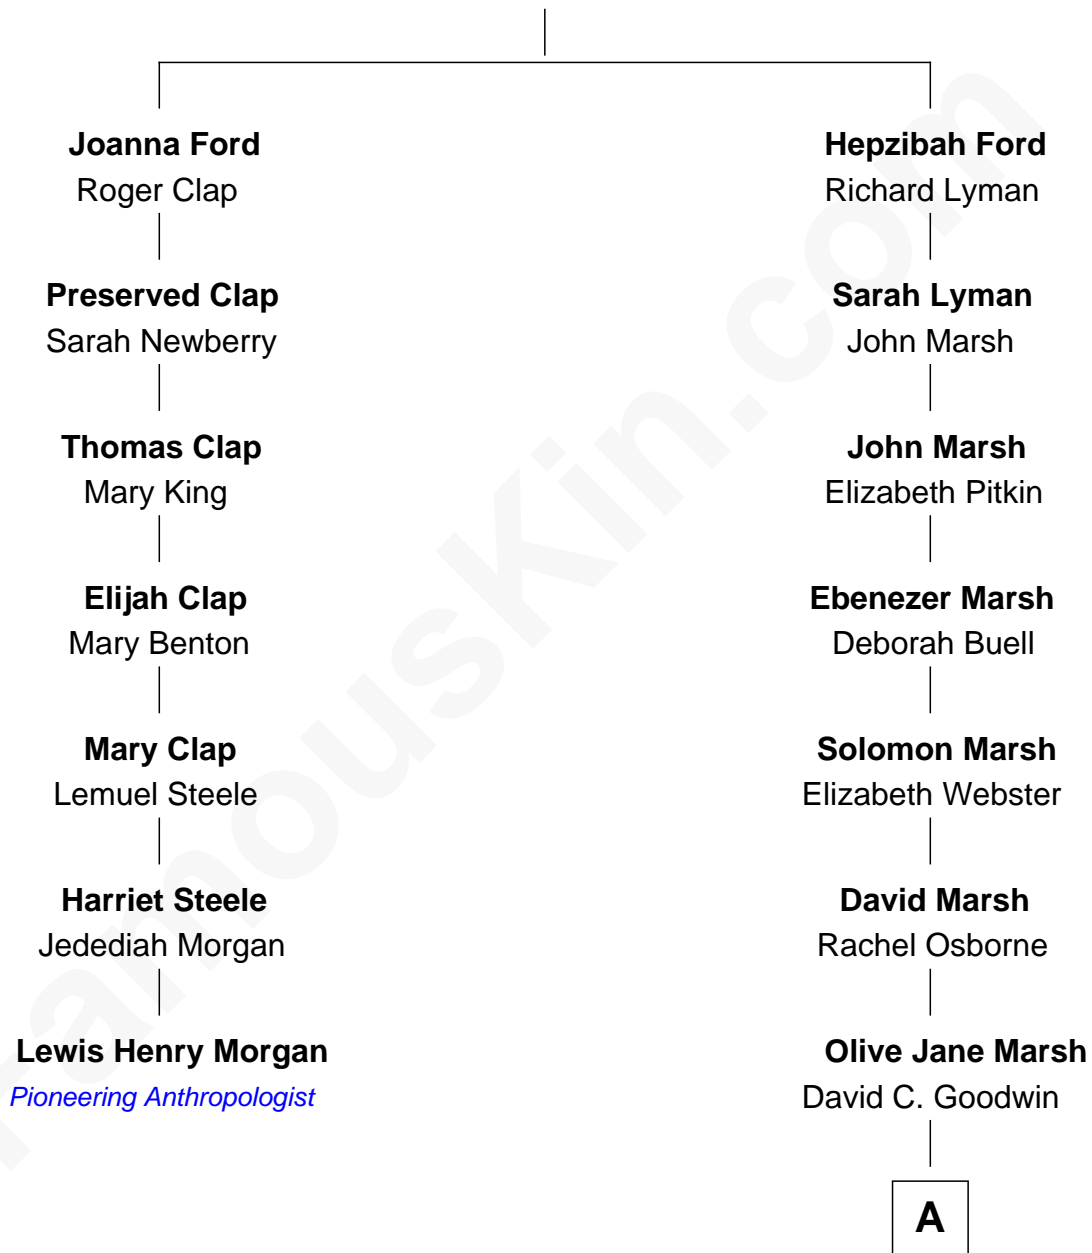 Joanna Ford
Roger Clap
Preserved Clap
Sarah Newberry
Thomas Clap
Mary King
Elijah Clap
Mary Benton
Mary Clap
Lemuel Steele
Harriet Steele
Jedediah Morgan
Lewis Henry Morgan
Pioneering Anthropologist
Hepzibah Ford
Richard Lyman
Sarah Lyman
John Marsh
John Marsh
Elizabeth Pitkin
Ebenezer Marsh
Deborah Buell
Solomon Marsh
Elizabeth Webster
David Marsh
Rachel Osborne
Olive Jane Marsh
David C. Goodwin
A
FamousKin.com